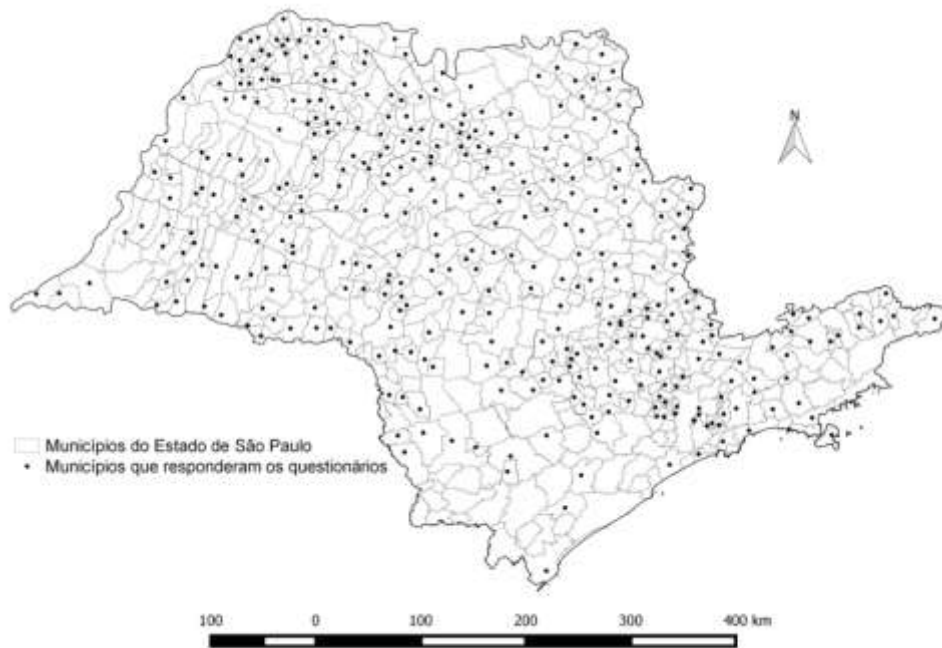 N
Municípios do Estado de São Paulo
Municípios que responderam os questionários
100 0 100 200 300 400 km